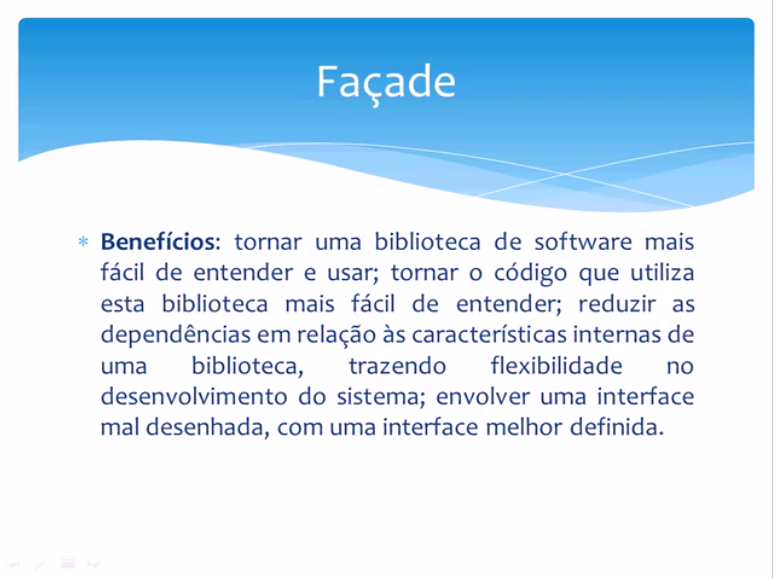 Façade
* Benefícios: tornar uma biblioteca de software mais
fácil de entender e usar; tornar o código que utiliza
esta biblioteca mais fácil de entender; reduzir as
dependências em relação às características internas de
uma biblioteca, trazendo flexibilidade no
desenvolvimento do sistema; envolver uma interface
mal desenhada, com uma interface melhor definida.